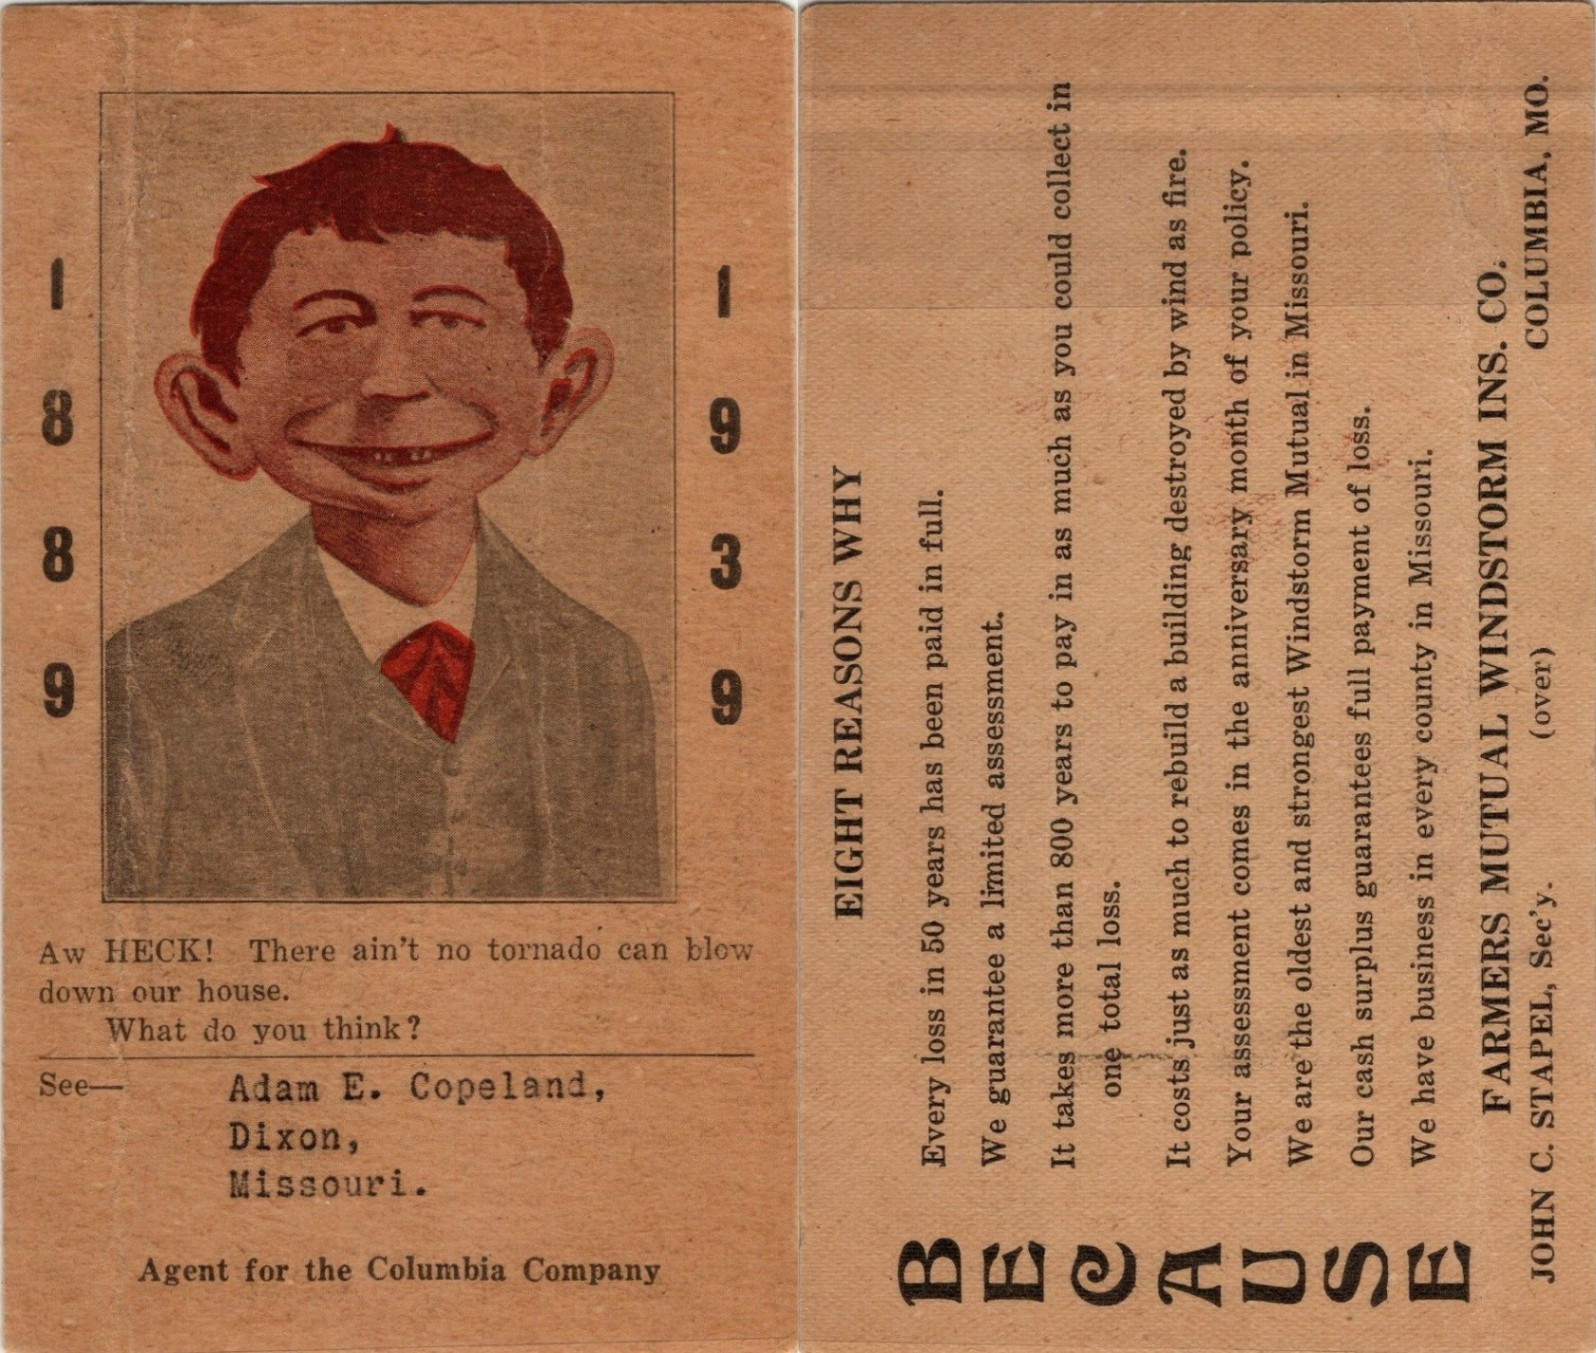 1 8 8 9
1 9 3 9
Aw HECK! There ain't no tornado can blow
down our house.
What do you think?
See—
Adam E. Copeland,
Dixon,
Missouri.
Agent for the Columbia Company
EIGHT REASONS WHY
BECAUSE
Every loss in 50 years has been paid in full.
We guarantee a limited assessment.
It takes more than 800 years to pay in as much as you could collect in
one total loss.
It costs just as much to rebuild a building destroyed by wind as fire.
Your assessment comes in the anniversary month of your policy.
We are the oldest and strongest Windstorm Mutual in Missouri.
Our cash surplus guarantees full payment of loss.
We have business in every county in Missouri.
FARMERS MUTUAL WINDSTORM INS. CO.
JOHN C. STAPEL, Sec'y. (over) COLUMBIA, MO.